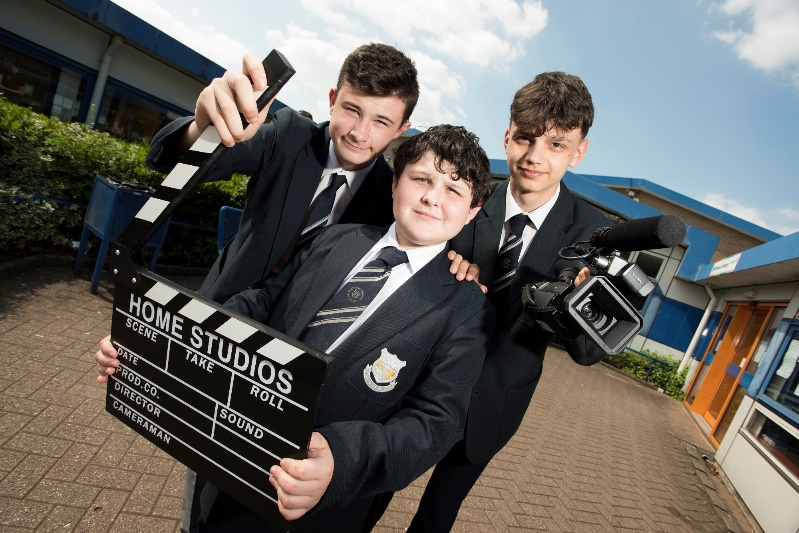 HOME STUDIOS
SCENE TAKE ROLL
DATE
PROD.CO. SOUND
DIRECTOR
CAMERAMAN